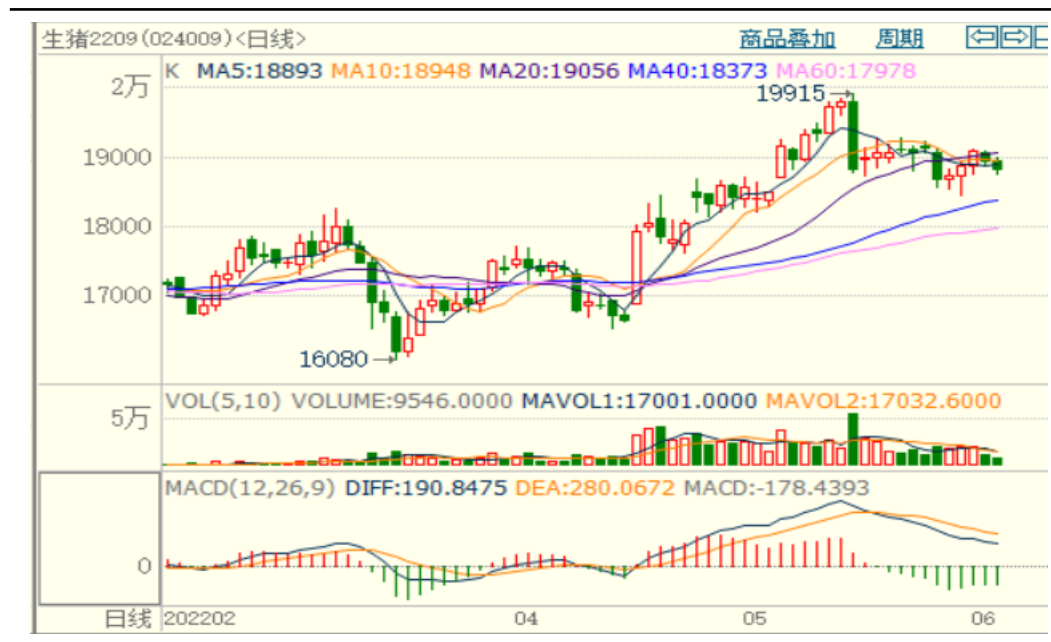 生猪2209(024009)<日线> 商品叠加 周期
K MA5:18893 MA10:18948 MA20:19056 MA40:18373 MA60:17978
2万
19915
19000
18000
17000
16080
VOL(5,10) VOLUME:9546.0000 MAVOL1:17001.0000 MAVOL2:17032.6000
5万
MACD(12,26,9) DIFF:190.8475 DEA:280.0672 MACD:-178.4393
0
日线 202202 04 05 06